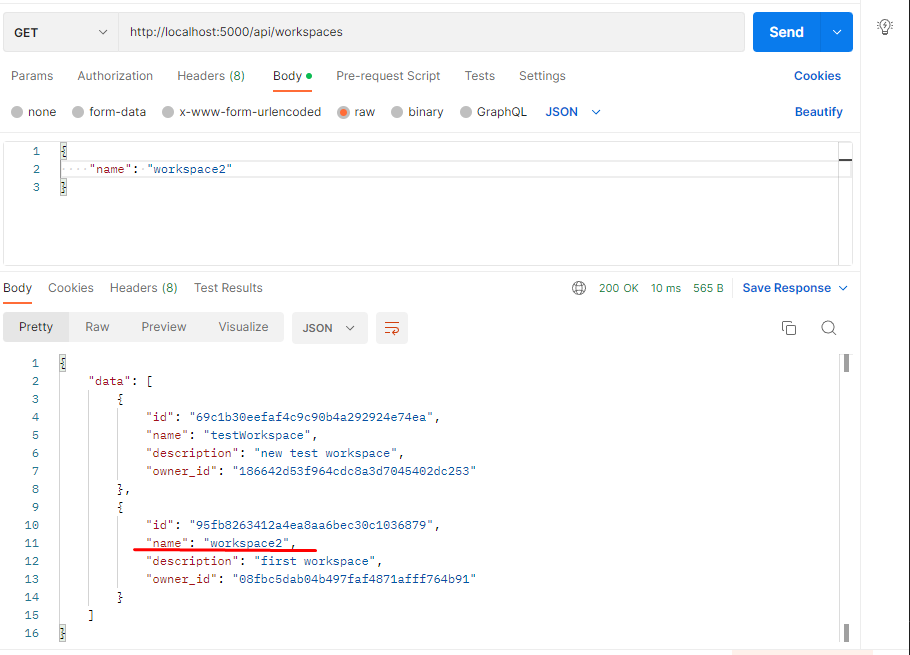 GET http://localhost:5000/api/workspaces Send
Params Authorization Headers (8) Body Pre-request Script Tests Settings Cookies
none form-data x-www-form-urlencoded raw binary GraphQL JSON Beautify
1 {
2 ····"name":·"workspace2"
3 }
Body Cookies Headers (8) Test Results 200 OK 10 ms 565 B Save Response
Pretty Raw Preview Visualize JSON
1 {
2 "data": [
3 {
4 "id": "69c1b30eefaf4c9c90b4a292924e74ea",
5 "name": "testWorkspace",
6 "description": "new test workspace",
7 "owner_id": "186642d53f964cdc8a3d7045402dc253"
8 },
9 {
10 "id": "95fb8263412a4ea8aa6bec30c1036879",
11 "name": "workspace2",
12 "description": "first workspace",
13 "owner_id": "08fbc5dab04b497faf4871afff764b91"
14 }
15 ]
16 }